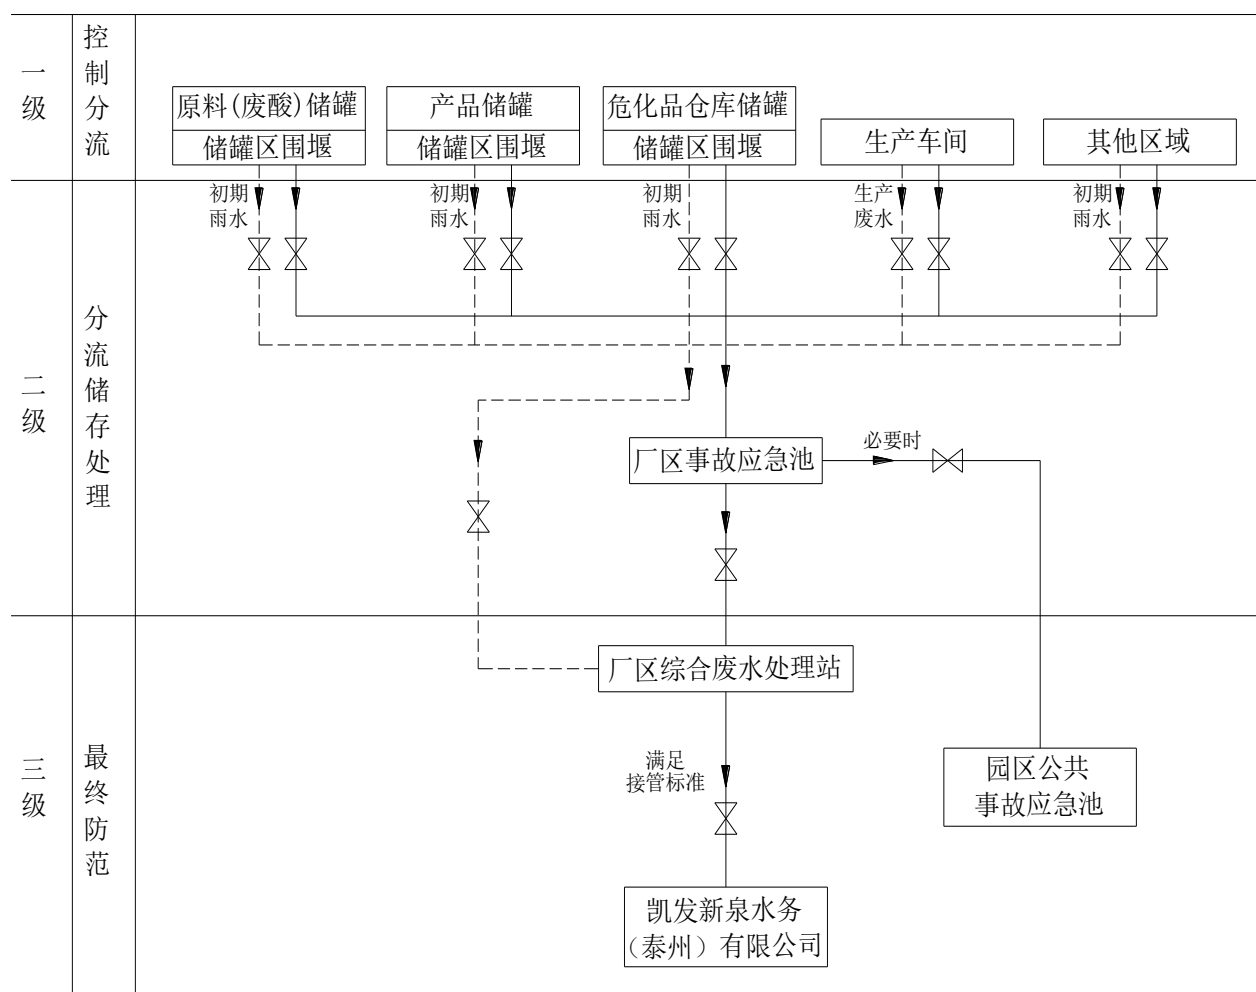 一级
控制分流
原料(废酸)储罐
储罐区围堰
产品储罐
储罐区围堰
危化品仓库储罐
储罐区围堰
生产车间
其他区域
二级
分流储存处理
初期
雨水
初期
雨水
初期
雨水
生产
废水
初期
雨水
厂区事故应急池
必要时
三级
最终防范
厂区综合废水处理站
满足
接管标准
园区公共
事故应急池
凯发新泉水务
（泰州）有限公司